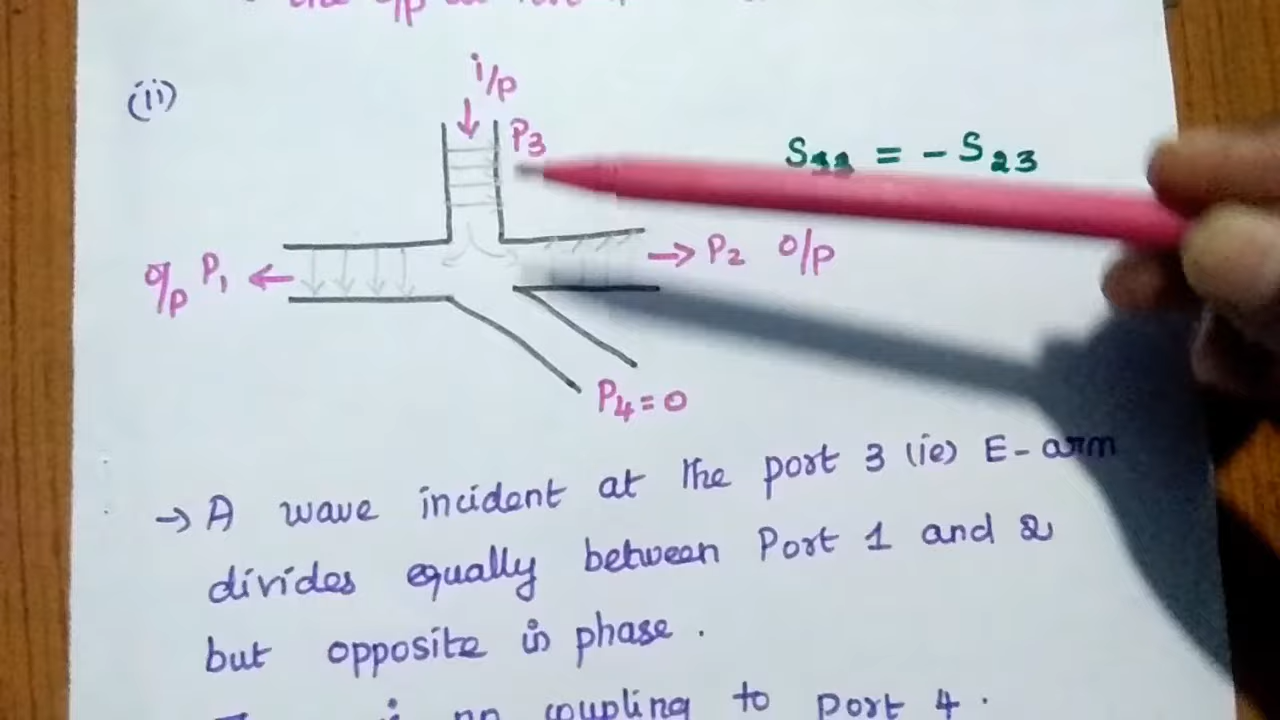 (ii)
i/p
P3
= - S23
o/p P1
P2 o/p
P4 = 0
→ A wave incident at the port 3 (ie) E-arm
divides equally between Port 1 and 2
but opposite in phase.
no coupling to port 4.